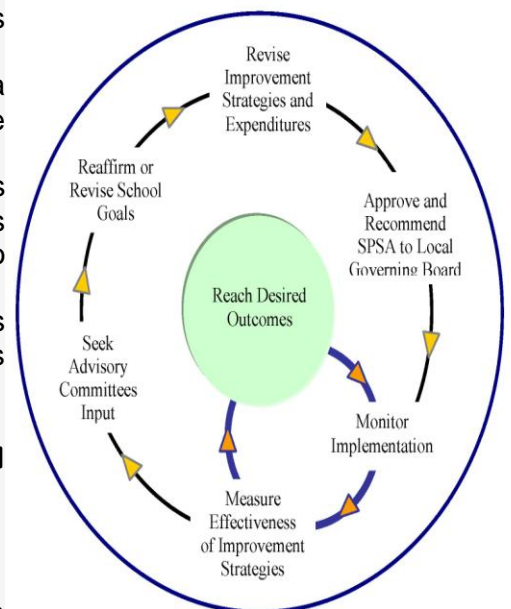 Revise
Improvement
Strategies and
Expenditures
Approve and
Recommend
SPSA to Local
Governing Board
Monitor
Implementation
Measure
Effectiveness
of Improvement
Strategies
Seek
Advisory
Committees
Input
Reaffirm or
Revise School
Goals
Reach Desired
Outcomes